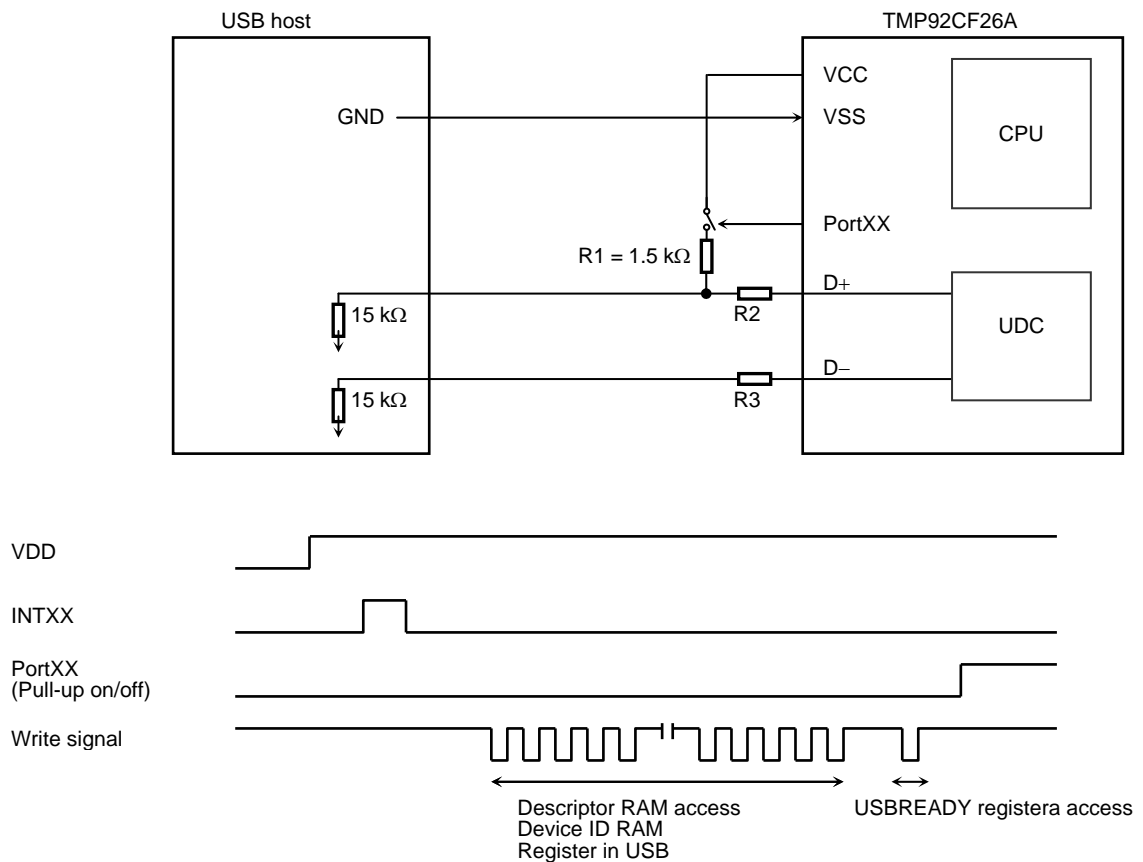 USB host
TMP92CF26A
VCC
GND
VSS
CPU
PortXX
R1 = 1.5 kΩ
D+
15 kΩ
R2
UDC
D−
15 kΩ
R3
VDD
INTXX
PortXX
(Pull-up on/off)
Write signal
Descriptor RAM access
Device ID RAM
Register in USB
USBREADY registera access